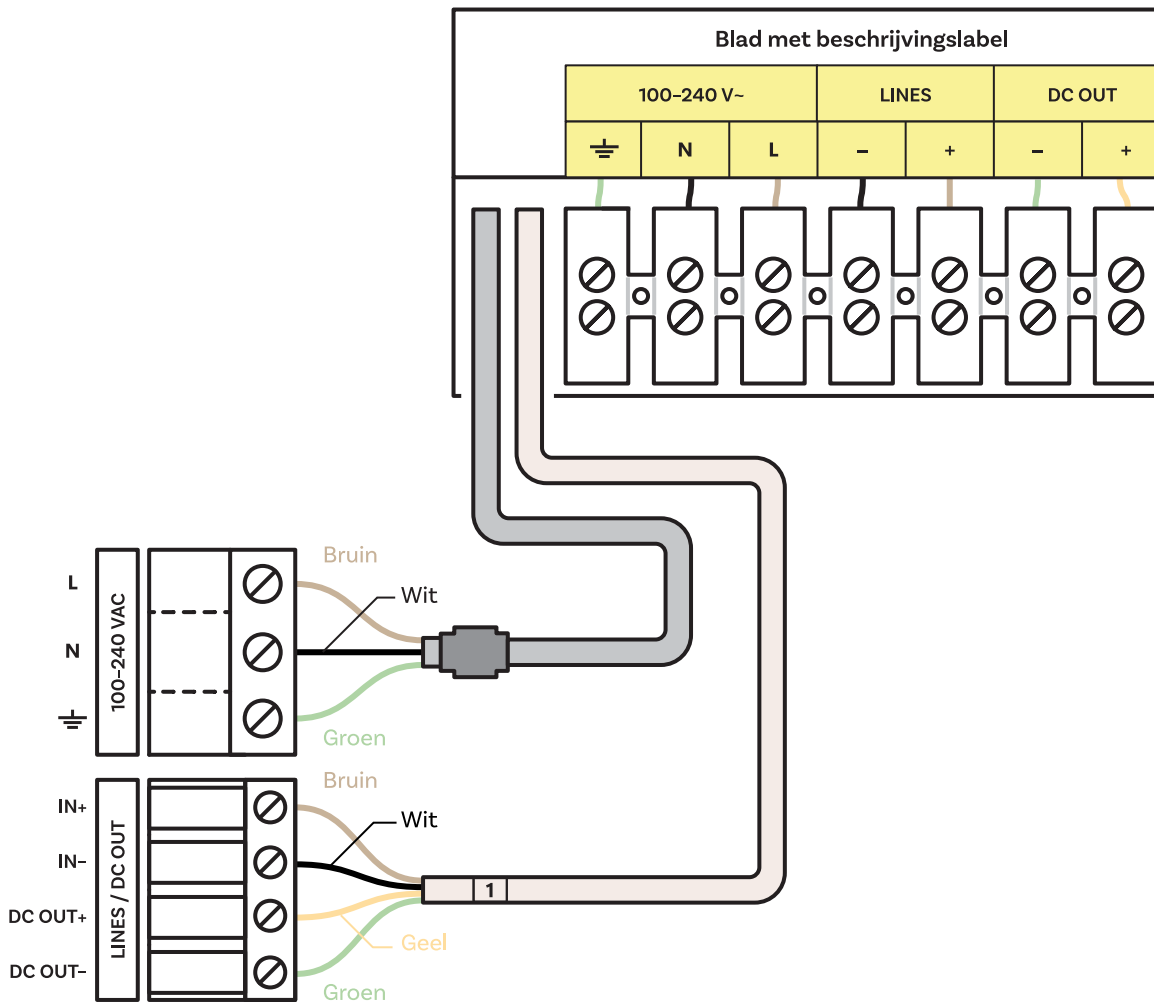 Blad met beschrijvingslabel
100–240 V~ LINES DC OUT
N L – + – +
Bruin
L
Wit
N
100–240 VAC
Groen
Bruin
IN+
Wit
IN–
LINES / DC OUT
1
DC OUT+
Geel
DC OUT–
Groen